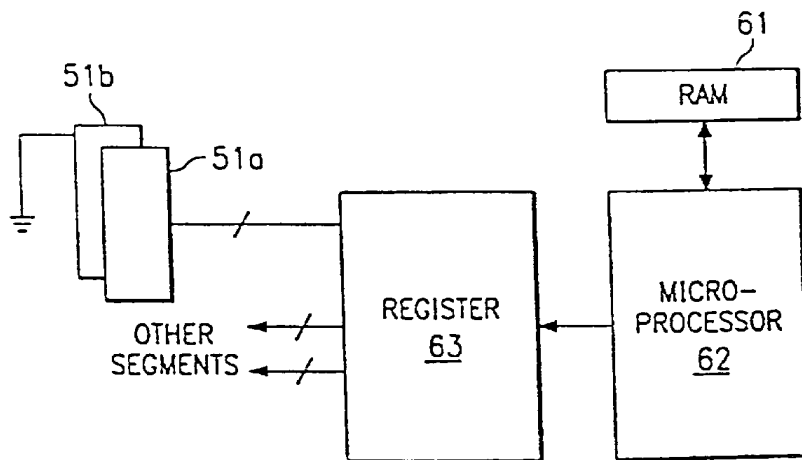 61
RAM
51b
51a
REGISTER
63
MICRO-
PROCESSOR
62
OTHER
SEGMENTS